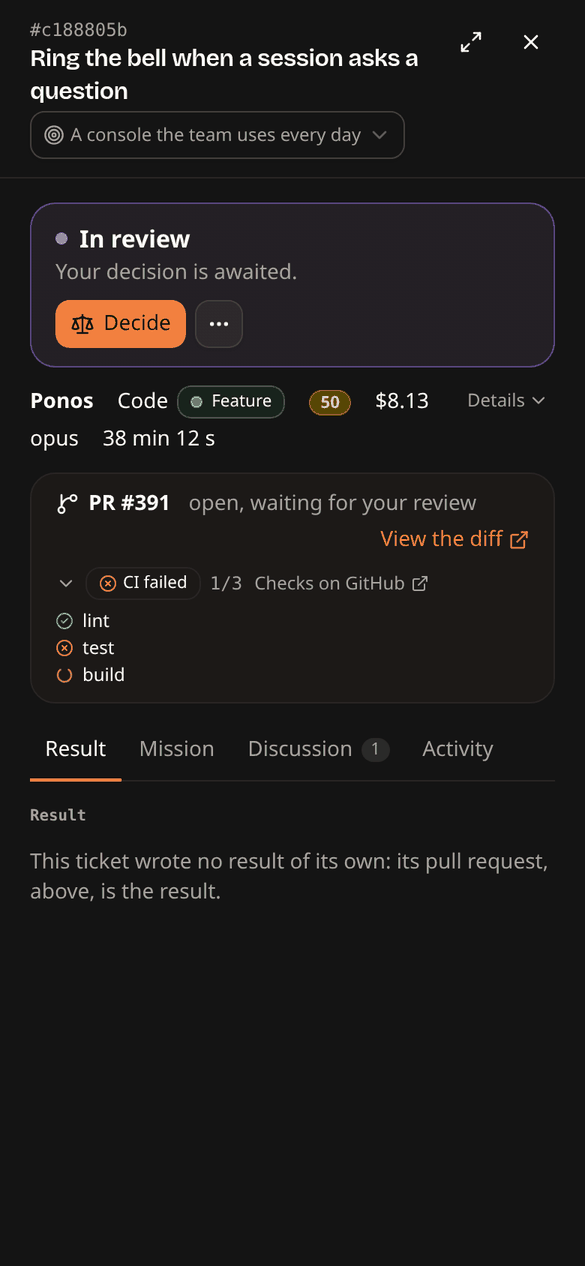 #c188805b
Ring the bell when a session asks a
question
A console the team uses every day
In review
Your decision is awaited.
Decide
Ponos Code Feature 50 $8.13 Details
opus 38 min 12 s
PR #391 open, waiting for your review
View the diff
CI failed 1/3 Checks on GitHub
lint
test
build
Result Mission Discussion 1 Activity
Result
This ticket wrote no result of its own: its pull request,
above, is the result.